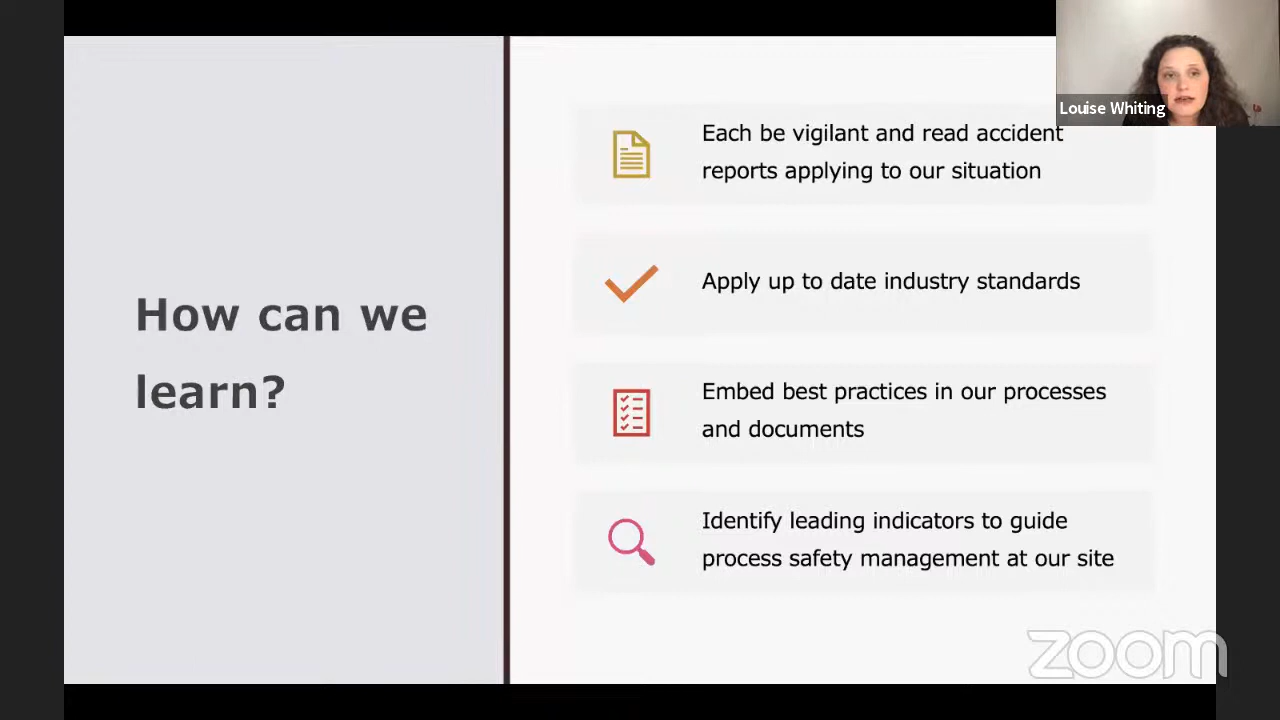 Louise Whiting
How can we
learn?
Each be vigilant and read accident
reports applying to our situation
Apply up to date industry standards
Embed best practices in our processes
and documents
Identify leading indicators to guide
process safety management at our site
zoom